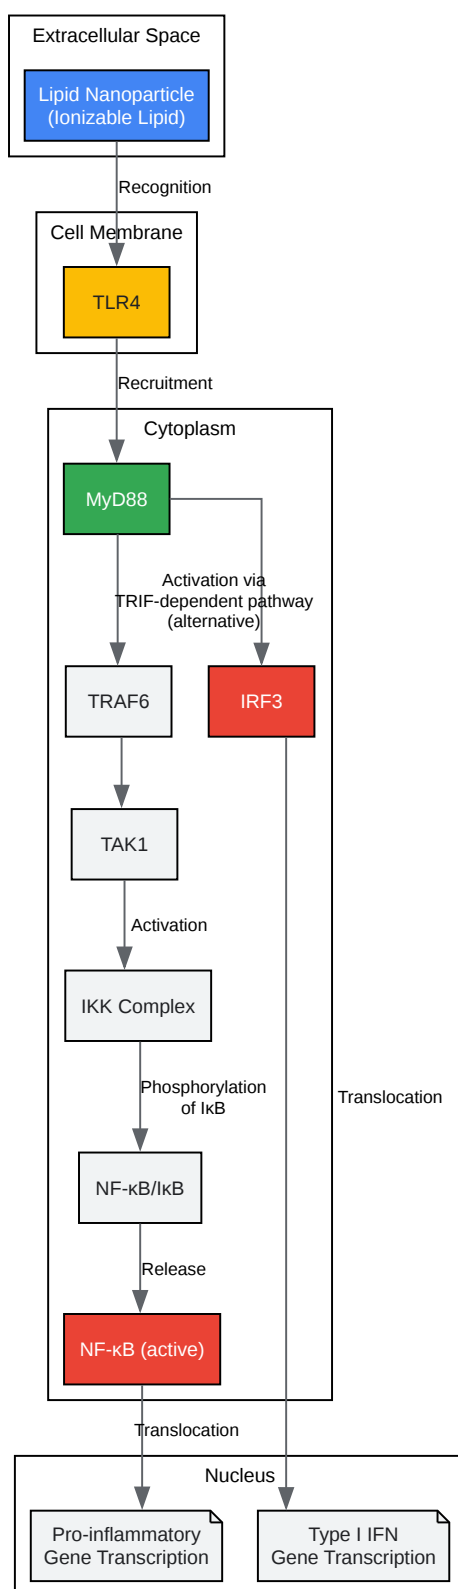 Extracellular Space
Lipid Nanoparticle
(Ionizable Lipid)
Recognition
Cell Membrane
TLR4
Recruitment
Cytoplasm
MyD88
Activation via
TRIF-dependent pathway
(alternative)
TRAF6
IRF3
TAK1
Activation
IKK Complex
Phosphorylation
of IκB
Translocation
NF-κB/IκB
Release
NF-κB (active)
Translocation
Nucleus
Pro-inflammatory
Gene Transcription
Type I IFN
Gene Transcription